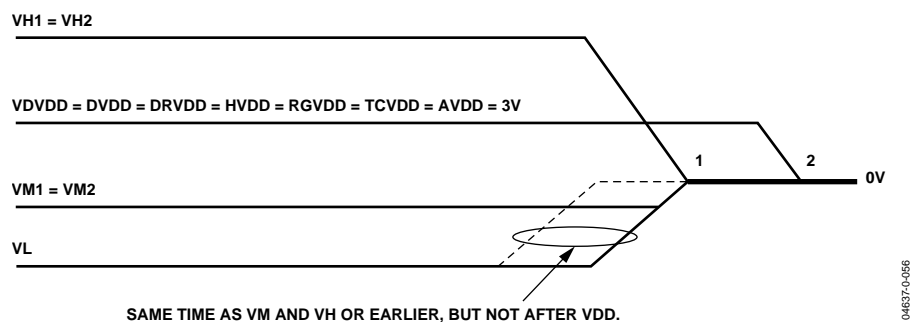 VH1 = VH2
VDVDD = DVDD = DRVDD = HVDD = RGVDD = TCVDD = AVDD = 3V
1
2
0V
VM1 = VM2
VL
SAME TIME AS VM AND VH OR EARLIER, BUT NOT AFTER VDD.
04637-0-056